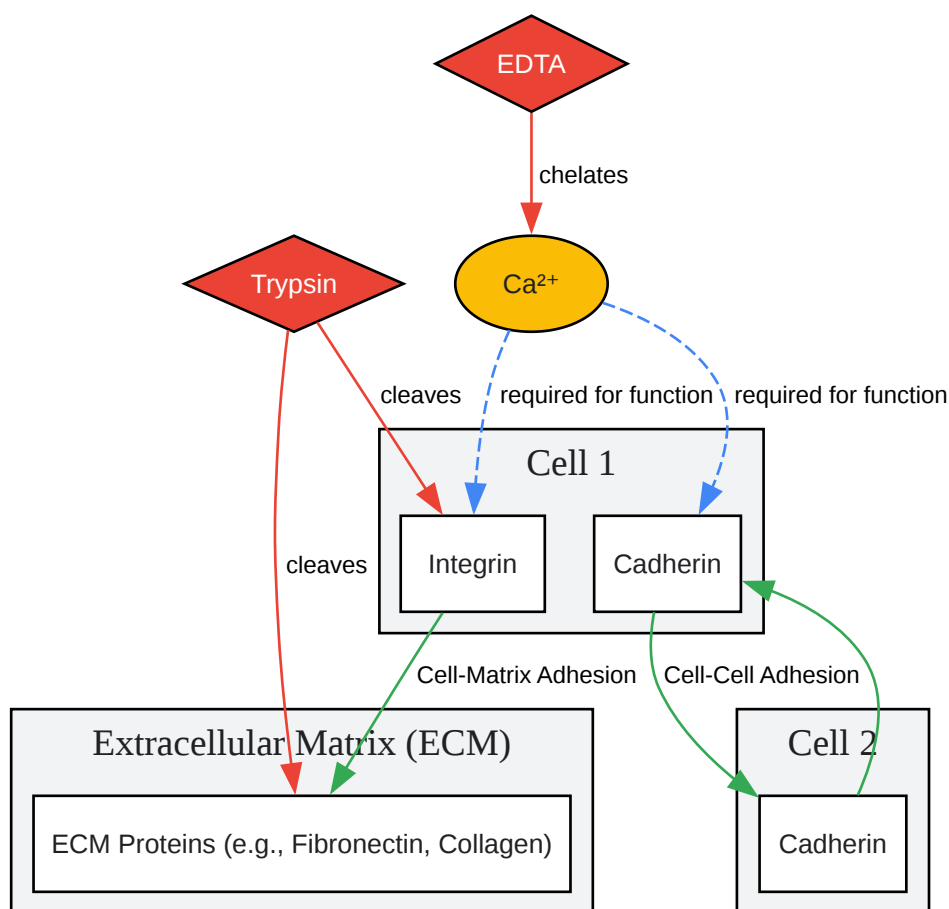 EDTA
chelates
Trypsin
Ca²⁺
cleaves
required for function
required for function
Cell 1
Integrin
Cadherin
cleaves
Cell-Matrix Adhesion
Cell-Cell Adhesion
Extracellular Matrix (ECM)
Cell 2
ECM Proteins (e.g., Fibronectin, Collagen)
Cadherin